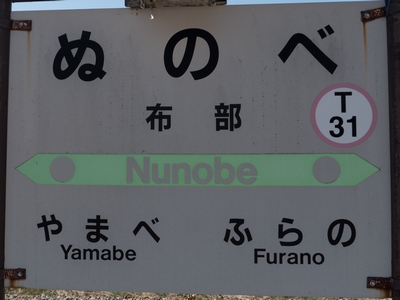 ぬのべ
布部
T
31
Nunobe
やまべ ふらの
Yamabe Furano